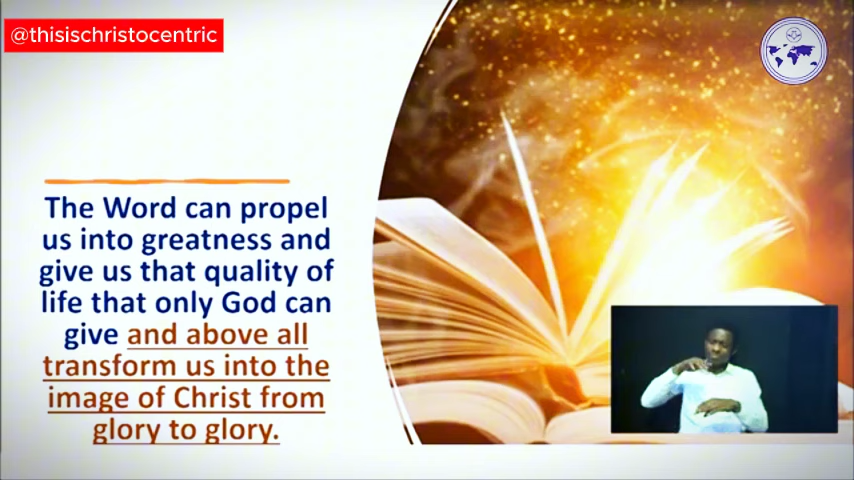 @thisischristocentric
The Word can propel
us into greatness and
give us that quality of
life that only God can
give and above all
transform us into the
image of Christ from
glory to glory.